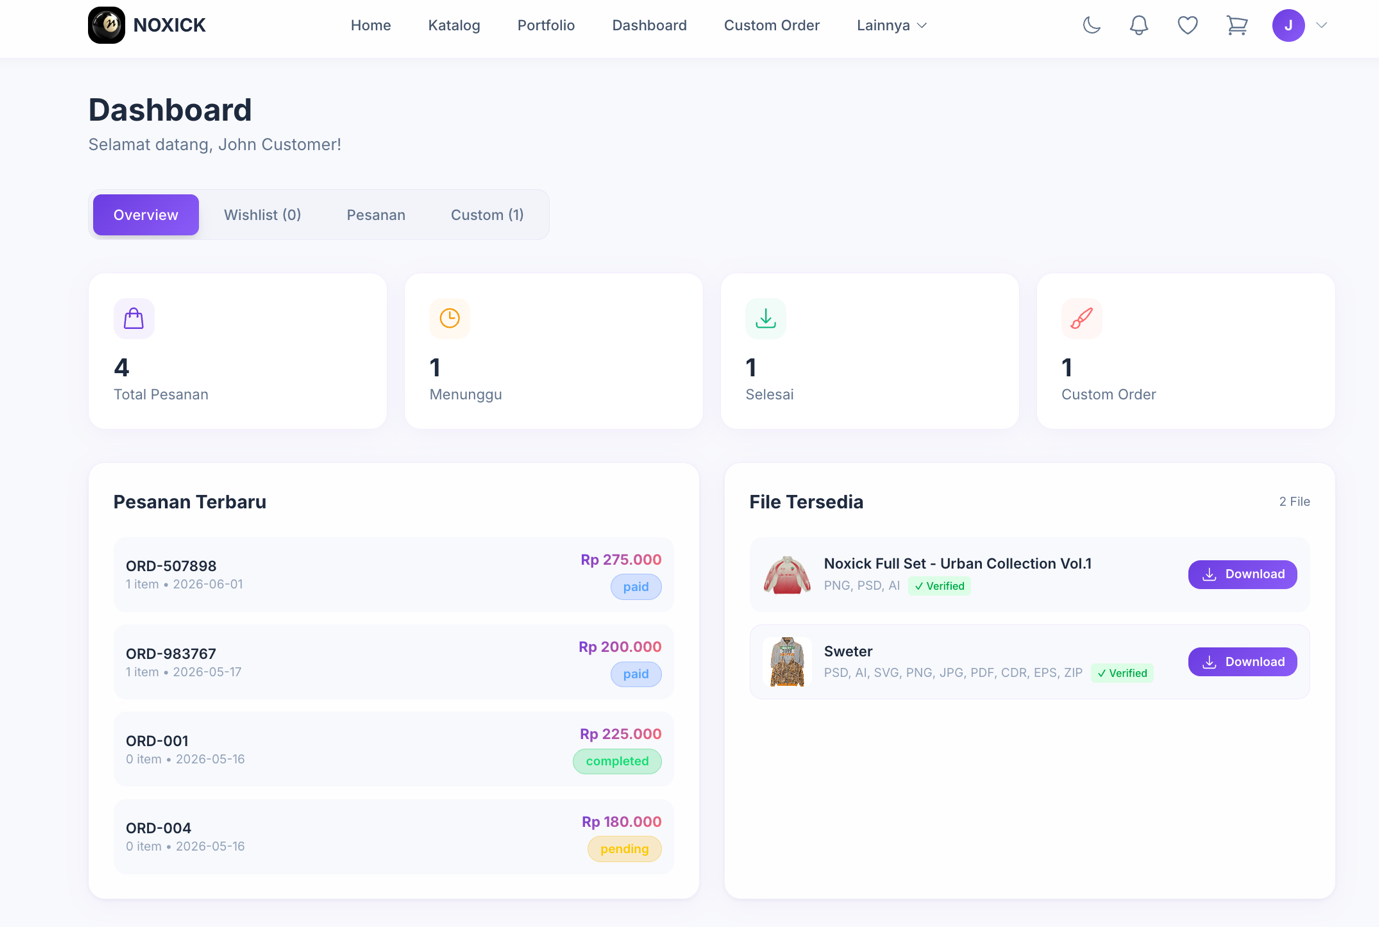 NOXICK
Home Katalog Portfolio Dashboard Custom Order Lainnya
J
Dashboard
Selamat datang, John Customer!
Overview Wishlist (0) Pesanan Custom (1)
4
Total Pesanan
1
Menunggu
1
Selesai
1
Custom Order
Pesanan Terbaru
ORD-507898
1 item • 2026-06-01
Rp 275.000
paid
ORD-983767
1 item • 2026-05-17
Rp 200.000
paid
ORD-001
0 item • 2026-05-16
Rp 225.000
completed
ORD-004
0 item • 2026-05-16
Rp 180.000
pending
File Tersedia
2 File
Noxick Full Set - Urban Collection Vol.1
PNG, PSD, AI ✓ Verified
Download
Sweter
PSD, AI, SVG, PNG, JPG, PDF, CDR, EPS, ZIP ✓ Verified
Download